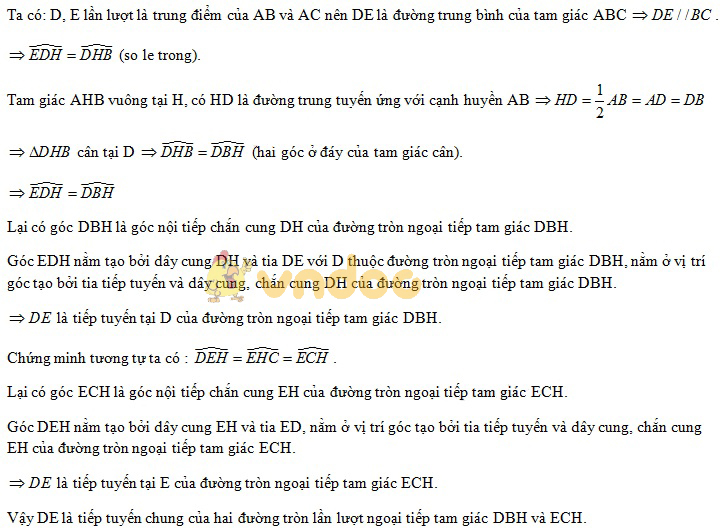 Ta có: D, E lần lượt là trung điểm của AB và AC nên DE là đường trung bình của tam giác ABC ⇒ DE//BC.
⇒ \widehat{EDH} = \widehat{DHB} (so le trong).
Tam giác AHB vuông tại H, có HD là đường trung tuyến ứng với cạnh huyền AB ⇒ HD = \frac{1}{2} AB = AD = DB
⇒ ΔDHB cân tại D ⇒ \widehat{DHB} = \widehat{DBH} (hai góc ở đáy của tam giác cân).
⇒ \widehat{EDH} = \widehat{DBH}
Lại có góc DBH là góc nội tiếp chắn cung DH của đường tròn ngoại tiếp tam giác DBH.
Góc EDH nằm tạo bởi dây cung DH và tia DE với D thuộc đường tròn ngoại tiếp tam giác DBH, nằm ở vị trí
góc tạo bởi tia tiếp tuyến và dây cung, chắn cung DH của đường tròn ngoại tiếp tam giác DBH.
vndoc
⇒ DE là tiếp tuyến tại D của đường tròn ngoại tiếp tam giác DBH.
Chứng minh tương tự ta có : \widehat{DEH} = \widehat{EHC} = \widehat{ECH} .
Lại có góc ECH là góc nội tiếp chắn cung EH của đường tròn ngoại tiếp tam giác ECH.
Góc DEH nằm tạo bởi dây cung EH và tia ED, nằm ở vị trí góc tạo bởi tia tiếp tuyến và dây cung, chắn cung
EH của đường tròn ngoại tiếp tam giác ECH.
⇒ DE là tiếp tuyến tại E của đường tròn ngoại tiếp tam giác ECH.
Vậy DE là tiếp tuyến chung của hai đường tròn lần lượt ngoại tiếp tam giác DBH và ECH.